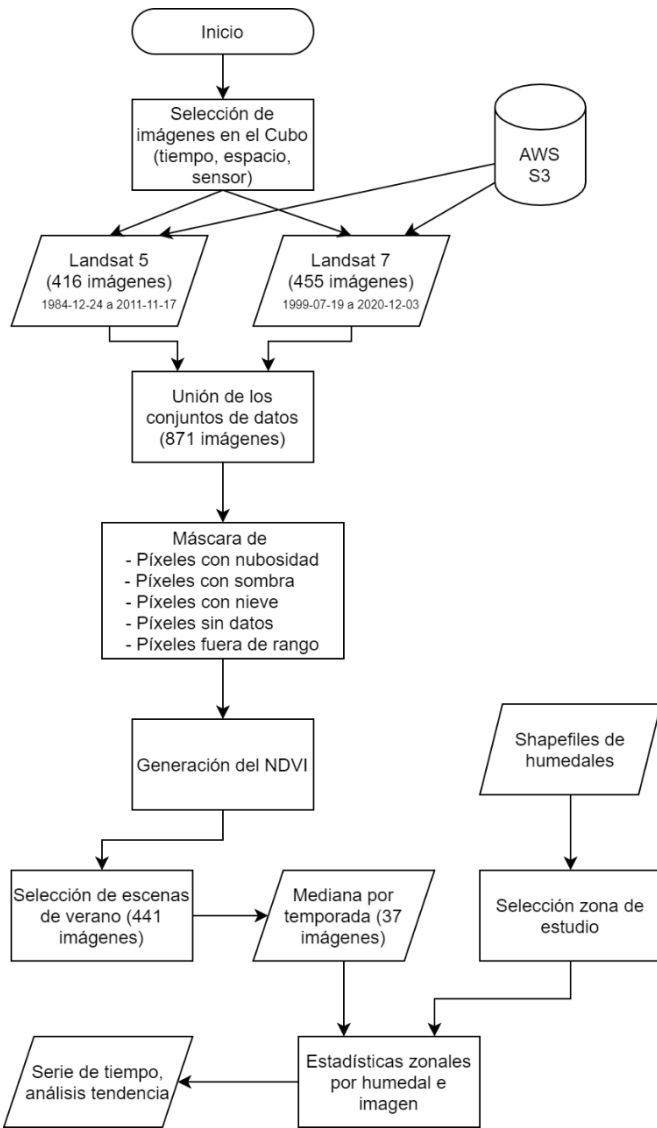 Inicio
Selección de
imágenes en el Cubo
(tiempo, espacio,
sensor)
AWS
S3
Landsat 5
(416 imágenes)
1984-12-24 a 2011-11-17
Landsat 7
(455 imágenes)
1999-07-19 a 2020-12-03
Unión de los
conjuntos de datos
(871 imágenes)
Máscara de
- Píxeles con nubosidad
- Píxeles con sombra
- Píxeles con nieve
- Píxeles sin datos
- Píxeles fuera de rango
Generación del NDVI
Shapefiles de
humedales
Selección de escenas
de verano (441
imágenes)
Mediana por
temporada (37
imágenes)
Selección zona de
estudio
Serie de tiempo,
análisis tendencia
Estadísticas zonales
por humedal e
imagen